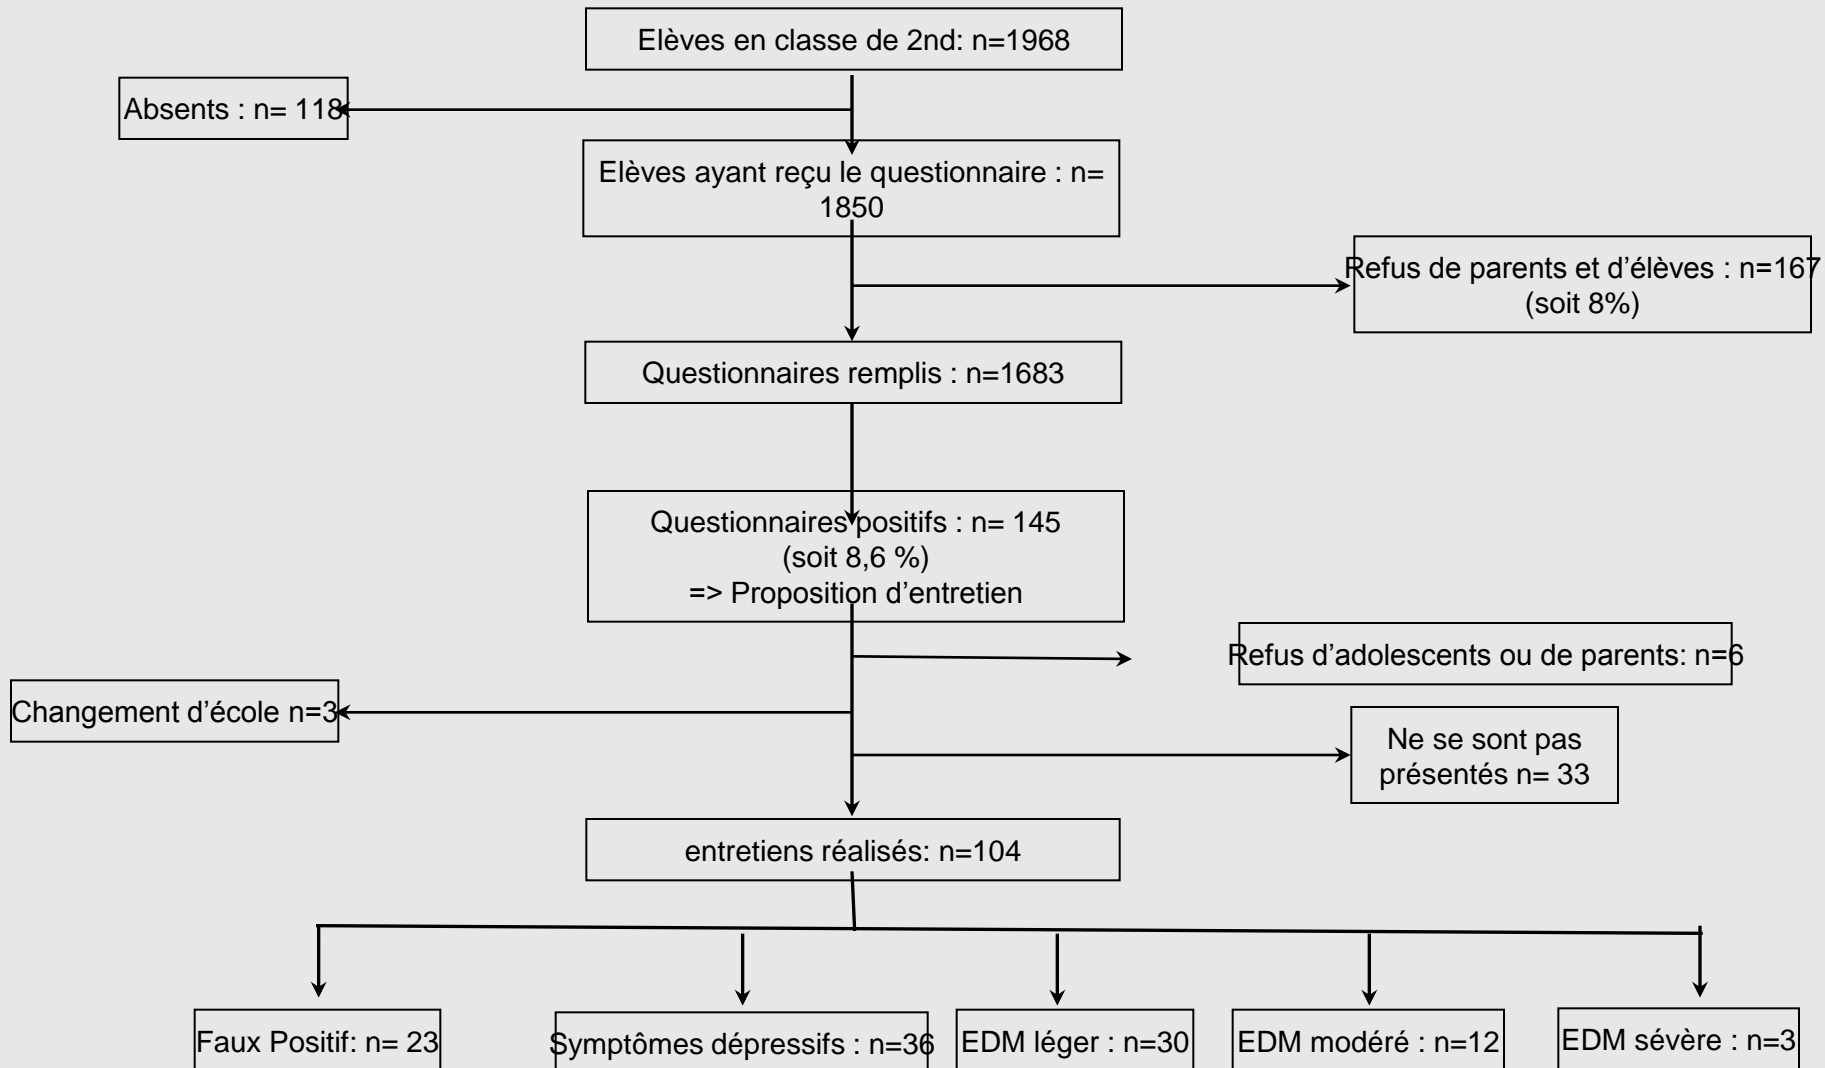 Elèves en classe de 2nd: n=1968
Absents : n= 118
Elèves ayant reçu le questionnaire : n=
1850
Refus de parents et d’élèves : n=167
(soit 8%)
Questionnaires remplis : n=1683
Questionnaires positifs : n= 145
(soit 8,6 %)
=> Proposition d’entretien
Refus d’adolescents ou de parents: n=6
Changement d’école n=3
Ne se sont pas
présentés n= 33
entretiens réalisés: n=104
Faux Positif: n= 23
Symptômes dépressifs : n=36
EDM léger : n=30
EDM modéré : n=12
EDM sévère : n=3